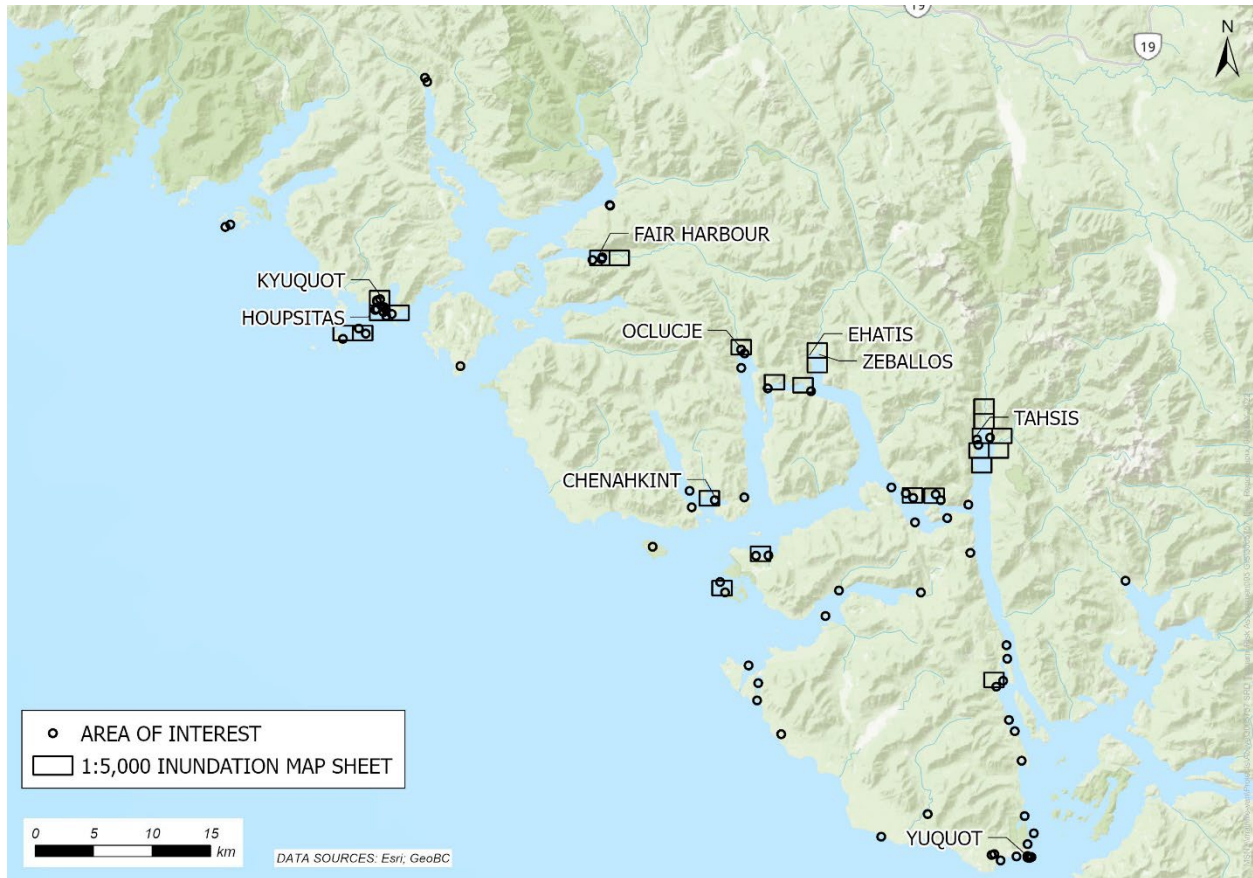 19
19
N
FAIR HARBOUR
KYUQUOT
HOUPSITAS
OCLUCJE
EHATIS
ZEBALLOS
TAHSIS
CHENAHKINT
AREA OF INTEREST
1:5,000 INUNDATION MAP SHEET
0 5 10 15
km
DATA SOURCES: Esri; GeoBC
YUQUOT